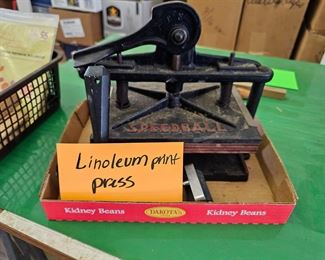 SPEEDBALL
Linoleum print
press
Kidney Beans
DAKOTA'S
Kidney Beans